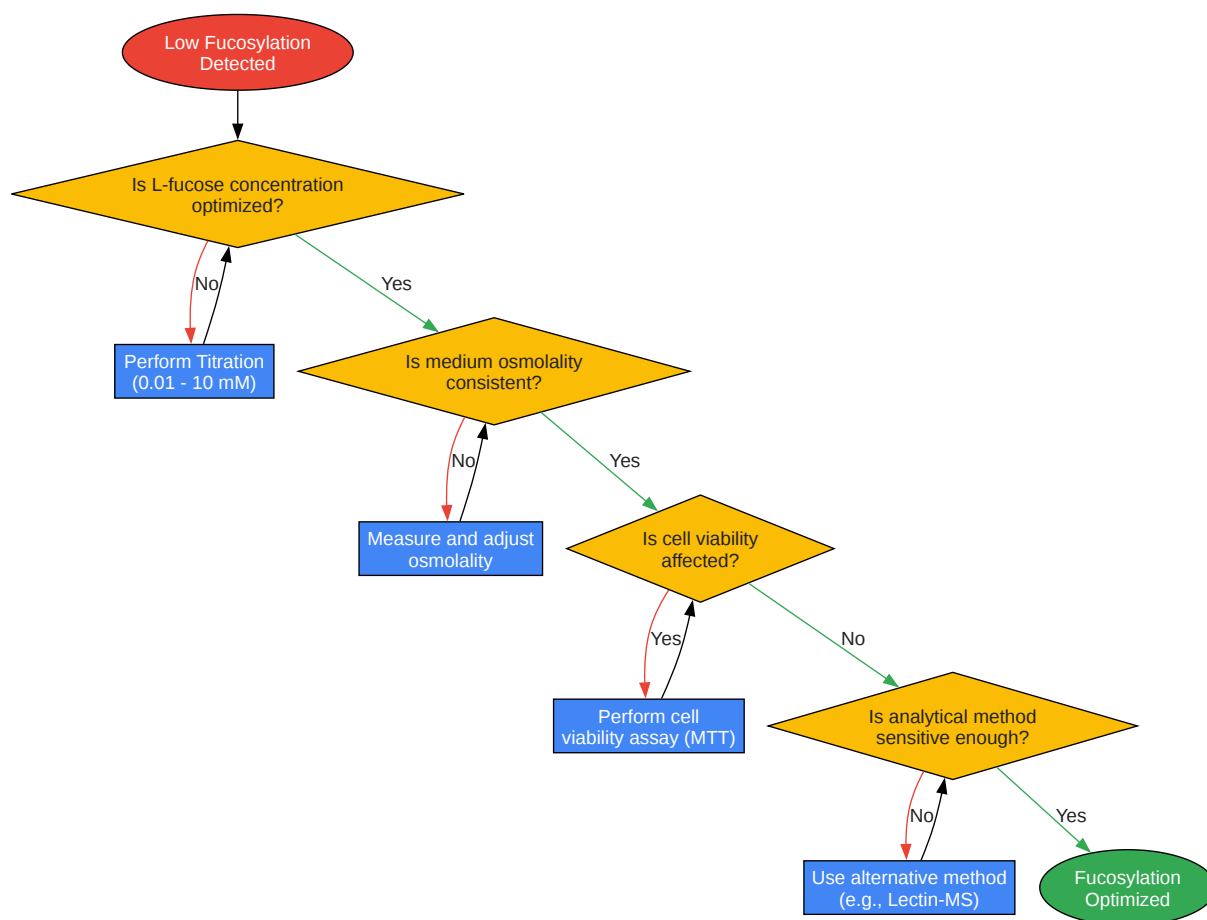 Low Fucosylation
Detected
Is L-fucose concentration
optimized?
No
Yes
Perform Titration
(0.01 - 10 mM)
Is medium osmolality
consistent?
No
Yes
Measure and adjust
osmolality
Is cell viability
affected?
Yes
No
Perform cell
viability assay (MTT)
Is analytical method
sensitive enough?
No
Yes
Use alternative method
(e.g., Lectin-MS)
Fucosylation
Optimized